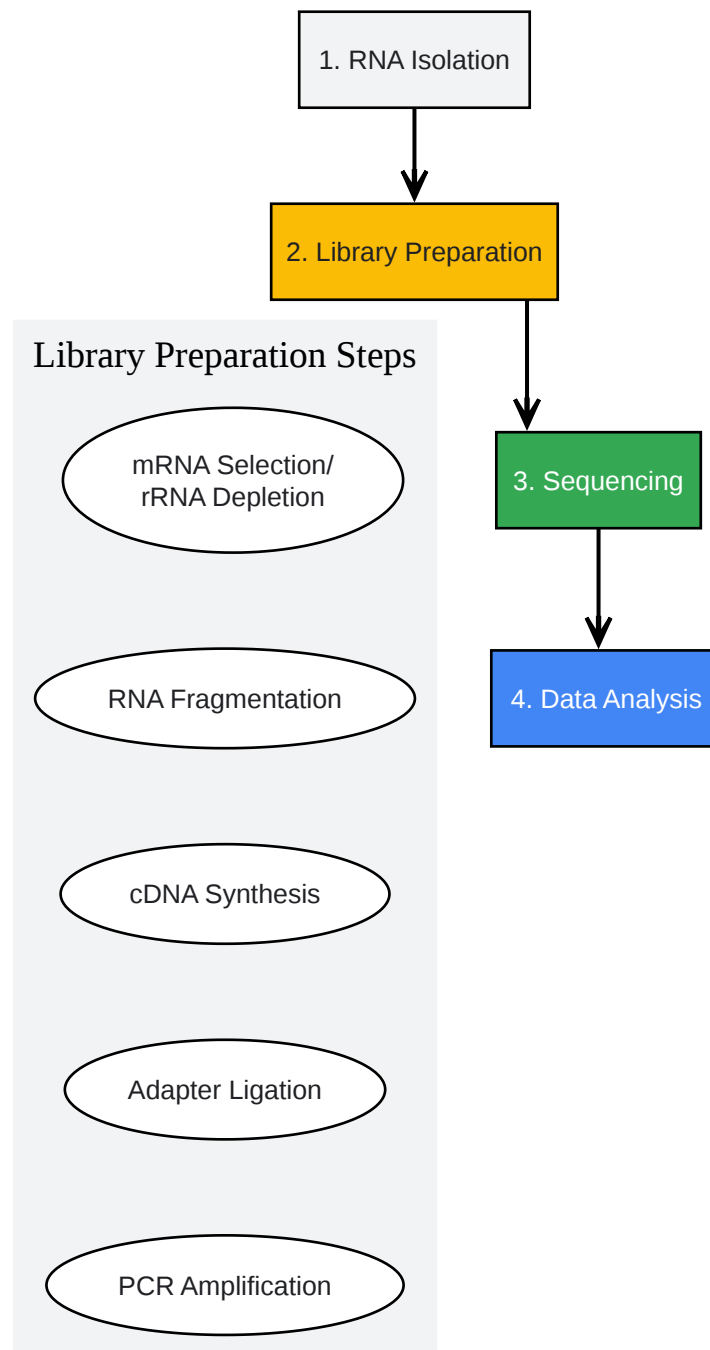 1. RNA Isolation
2. Library Preparation
Library Preparation Steps
mRNA Selection/
rRNA Depletion
RNA Fragmentation
cDNA Synthesis
Adapter Ligation
PCR Amplification
3. Sequencing
4. Data Analysis